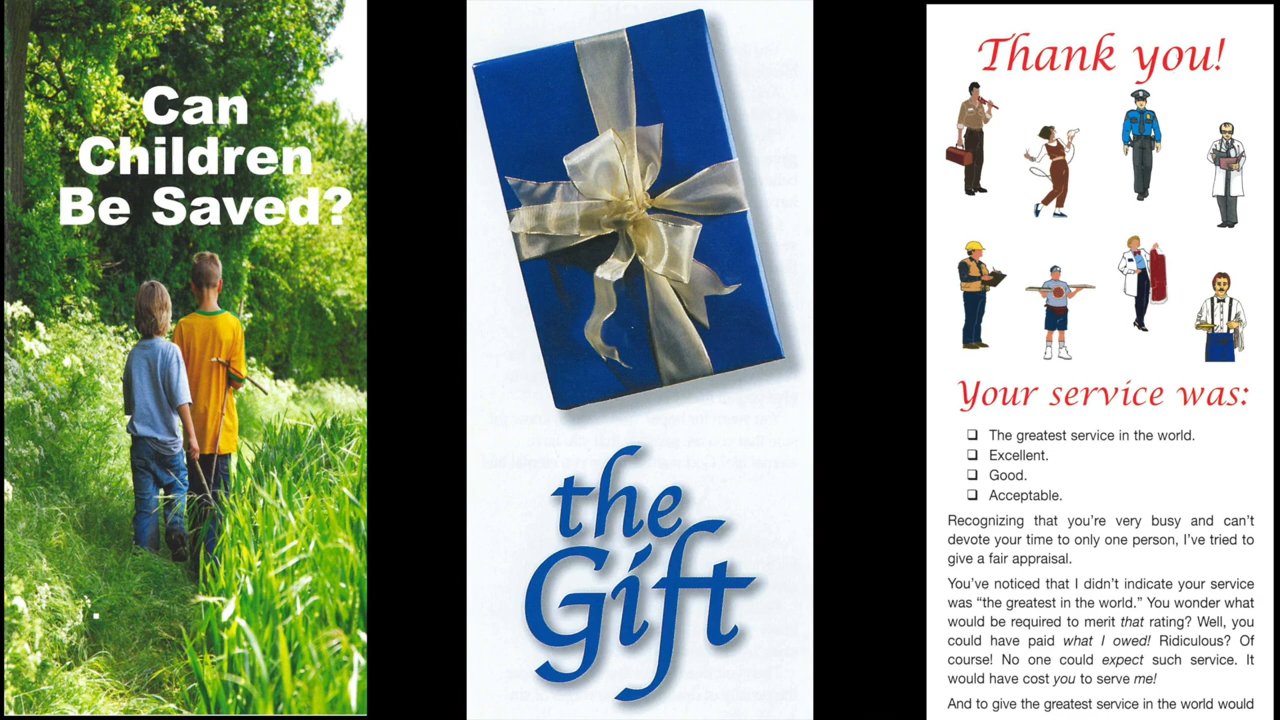 Can
Children
Be Saved?
the
Gift
Thank you!
Your service was:
❑ The greatest service in the world.
❑ Excellent.
❑ Good.
❑ Acceptable.
Recognizing that you're very busy and can't
devote your time to only one person, I've tried to
give a fair appraisal.
You've noticed that I didn't indicate your service
was “the greatest in the world.” You wonder what
would be required to merit that rating? Well, you
could have paid what I owed! Ridiculous? Of
course! No one could expect such service. It
would have cost you to serve me!
And to give the greatest service in the world would